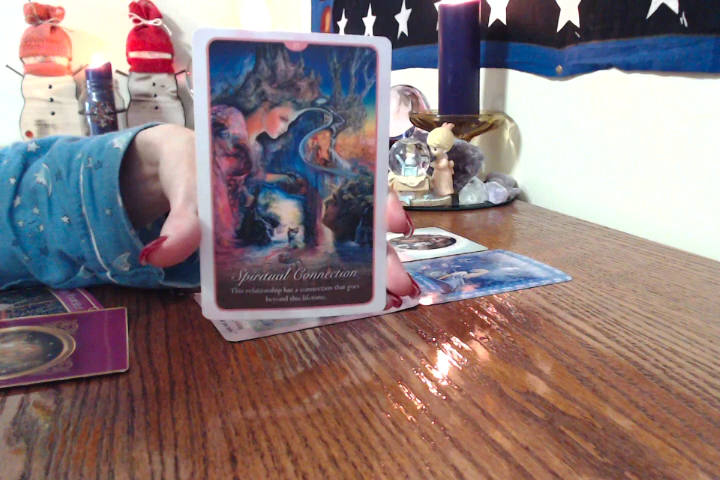 Spiritual Connection
This relationship has a connection that goes
beyond this lifetime.